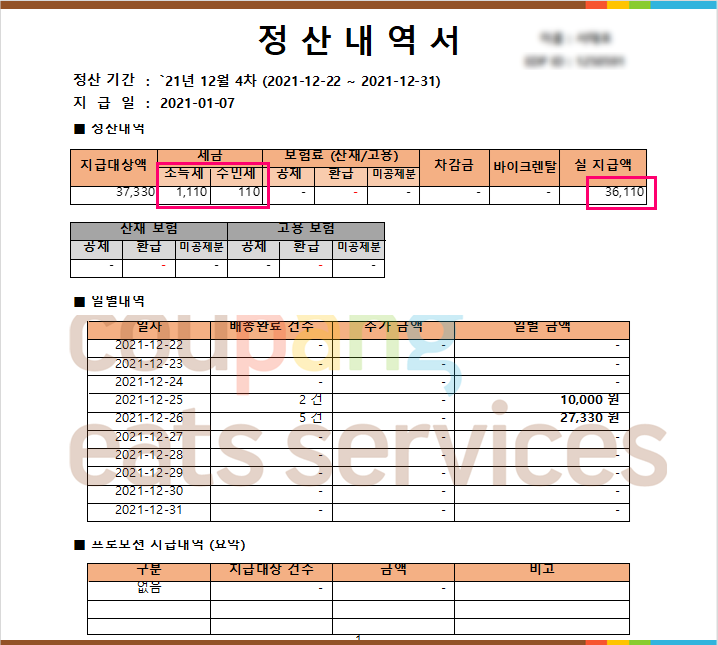 정산내역서
정산 기간 : `21년 12월 4차 (2021-12-22 ~ 2021-12-31)
지 급 일 : 2021-01-07
■ 정산내역
지급대상액 세금 보험료 (산재/고용) 차감금 바이크렌탈 실 지급액
소득세 주민세 공제 환급 미공제분
37,330 1,110 110 - - - - - 36,110
산재 보험 고용 보험
공제 환급 미공제분 공제 환급 미공제분
- - - - - -
■ 일별내역
일자 배송완료 건수 추가 금액 일별 금액
2021-12-22 - - -
2021-12-23 - - -
2021-12-24 - - -
2021-12-25 2 건 - 10,000 원
2021-12-26 5 건 - 27,330 원
2021-12-27 - - -
2021-12-28 - - -
2021-12-29 - - -
2021-12-30 - - -
2021-12-31 - - -
coupang
eats services
■ 프로모션 지급내역 (요약)
구분 지급대상 건수 금액 비고
없음 - -
1